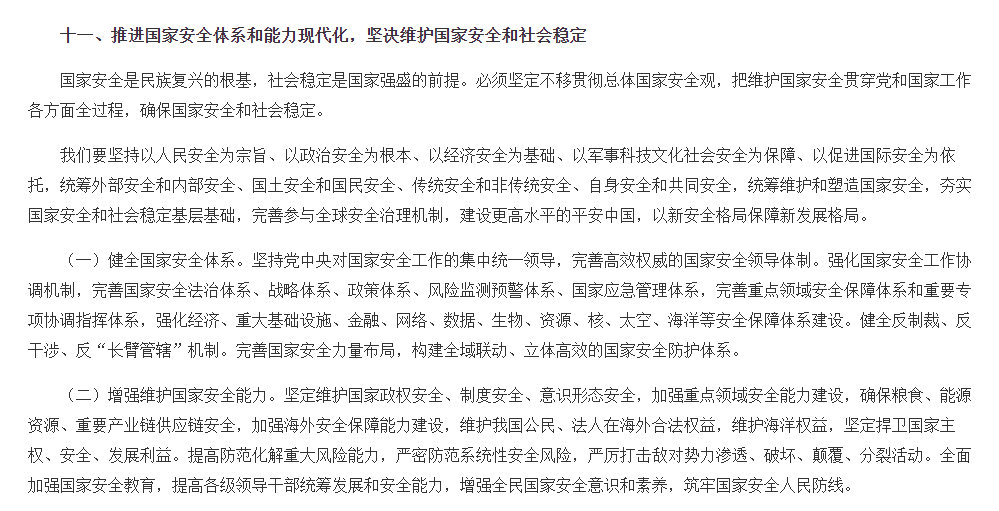 十一、推进国家安全体系和能力现代化，坚决维护国家安全和社会稳定
国家安全是民族复兴的根基，社会稳定是国家强盛的前提。必须坚定不移贯彻总体国家安全观，把维护国家安全贯穿党和国家工作
各方面全过程，确保国家安全和社会稳定。
我们要坚持以人民安全为宗旨、以政治安全为根本、以经济安全为基础、以军事科技文化社会安全为保障、以促进国际安全为依
托，统筹外部安全和内部安全、国土安全和国民安全、传统安全和非传统安全、自身安全和共同安全，统筹维护和塑造国家安全，夯实
国家安全和社会稳定基层基础，完善参与全球安全治理机制，建设更高水平的平安中国，以新安全格局保障新发展格局。
（一）健全国家安全体系。坚持党中央对国家安全工作的集中统一领导，完善高效权威的国家安全领导体制。强化国家安全工作协
调机制，完善国家安全法治体系、战略体系、政策体系、风险监测预警体系、国家应急管理体系，完善重点领域安全保障体系和重要专
项协调指挥体系，强化经济、重大基础设施、金融、网络、数据、生物、资源、核、太空、海洋等安全保障体系建设。健全反制裁、反
干涉、反“长臂管辖”机制。完善国家安全力量布局，构建全域联动、立体高效的国家安全防护体系。
（二）增强维护国家安全能力。坚定维护国家政权安全、制度安全、意识形态安全，加强重点领域安全能力建设，确保粮食、能源
资源、重要产业链供应链安全，加强海外安全保障能力建设，维护我国公民、法人在海外合法权益，维护海洋权益，坚定捍卫国家主
权、安全、发展利益。提高防范化解重大风险能力，严密防范系统性安全风险，严厉打击敌对势力渗透、破坏、颠覆、分裂活动。全面
加强国家安全教育，提高各级领导干部统筹发展和安全能力，增强全民国家安全意识和素养，筑牢国家安全人民防线。